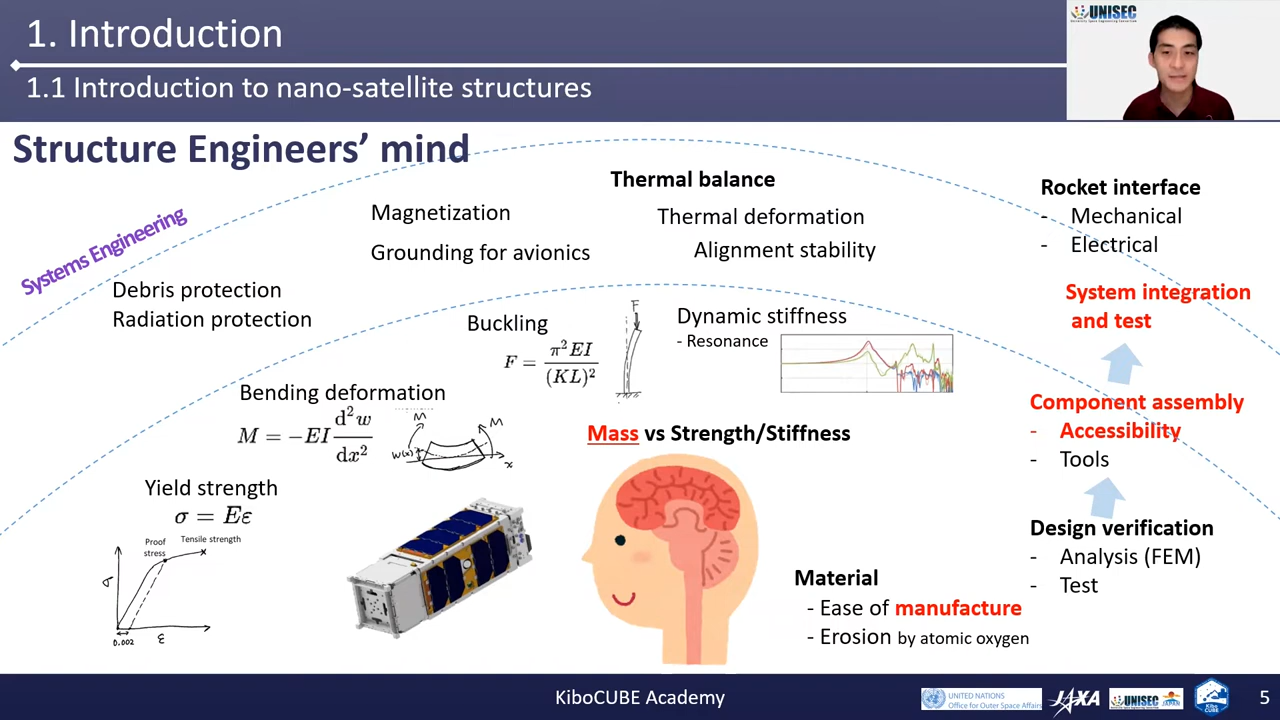 1. Introduction
1.1 Introduction to nano-satellite structures
UNISEC
Structure Engineers' mind
Systems Engineering
Thermal balance
Magnetization
Thermal deformation
Grounding for avionics
Alignment stability
Rocket interface
- Mechanical
- Electrical
Debris protection
Radiation protection
System integration
and test
Buckling
F = π²EI / (KL)²
F
Dynamic stiffness
- Resonance
Bending deformation
M = −EI d²w / dx²
M
M
w(x)
x
Mass vs Strength/Stiffness
Component assembly
- Accessibility
- Tools
Yield strength
σ = Eε
Proof
stress
Tensile strength
σ
0.002
ε
Design verification
- Analysis (FEM)
- Test
Material
- Ease of manufacture
- Erosion by atomic oxygen
KiboCUBE Academy
UNITED NATIONS
Office for Outer Space Affairs
JAXA
UNISEC
JAPAN
Kibo
CUBE
5